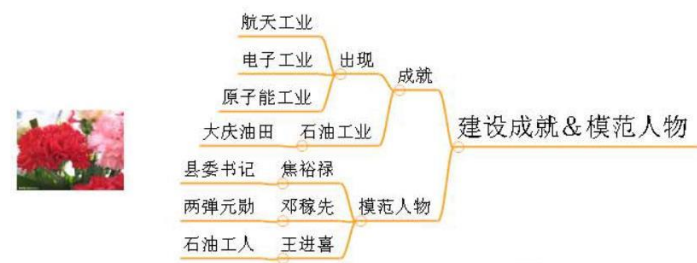 航天工业
电子工业
出现
成就
原子能工业
大庆油田
石油工业
建设成就&模范人物
县委书记
焦裕禄
两弹元勋
邓稼先
模范人物
石油工人
王进喜